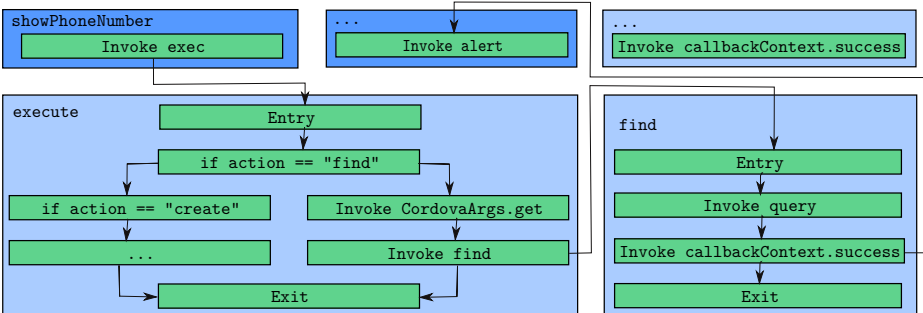 showPhoneNumber
Invoke exec
...
Invoke alert
...
Invoke callbackContext.success
execute
Entry
if action == "find"
if action == "create"
Invoke CordovaArgs.get
...
Invoke find
Exit
find
Entry
Invoke query
Invoke callbackContext.success
Exit